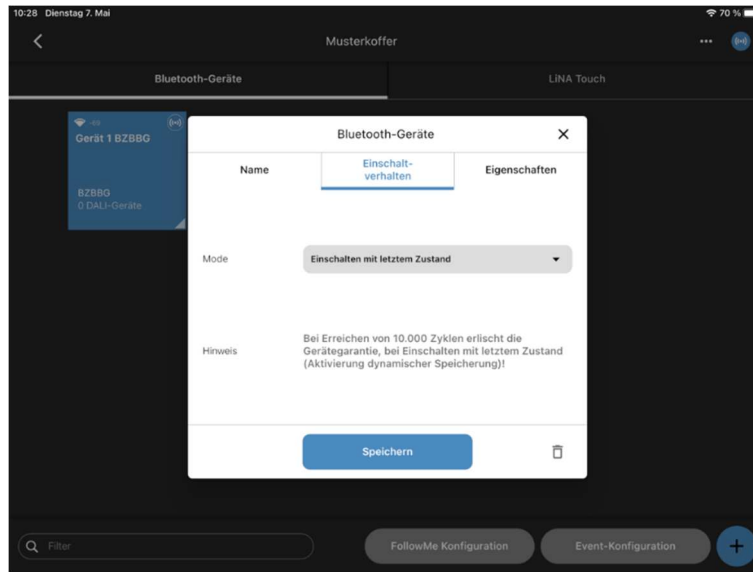 10:28 Dienstag 7. Mai
70 %
Musterkoffer
Bluetooth-Geräte
LiNA Touch
Gerät 1 BZBBG
BZBBG
0 DALI-Geräte
Bluetooth-Geräte
Name
Einschalt-
verhalten
Eigenschaften
Mode
Einschalten mit letztem Zustand
Hinweis
Bei Erreichen von 10.000 Zyklen erlischt die
Gerätegarantie, bei Einschalten mit letztem Zustand
(Aktivierung dynamischer Speicherung)!
Speichern
Filter
FollowMe Konfiguration
Event-Konfiguration